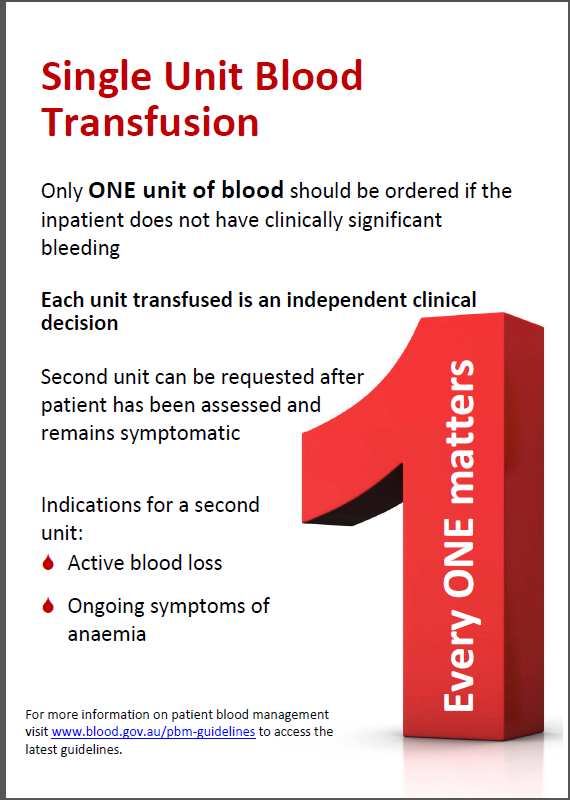 Single Unit Blood
Transfusion
Only ONE unit of blood should be ordered if the
inpatient does not have clinically significant
bleeding
Each unit transfused is an independent clinical
decision
Second unit can be requested after
patient has been assessed and
remains symptomatic
Indications for a second
unit:
Active blood loss
Ongoing symptoms of
anaemia
Every ONE matters
For more information on patient blood management
visit www.blood.gov.au/pbm-guidelines to access the
latest guidelines.